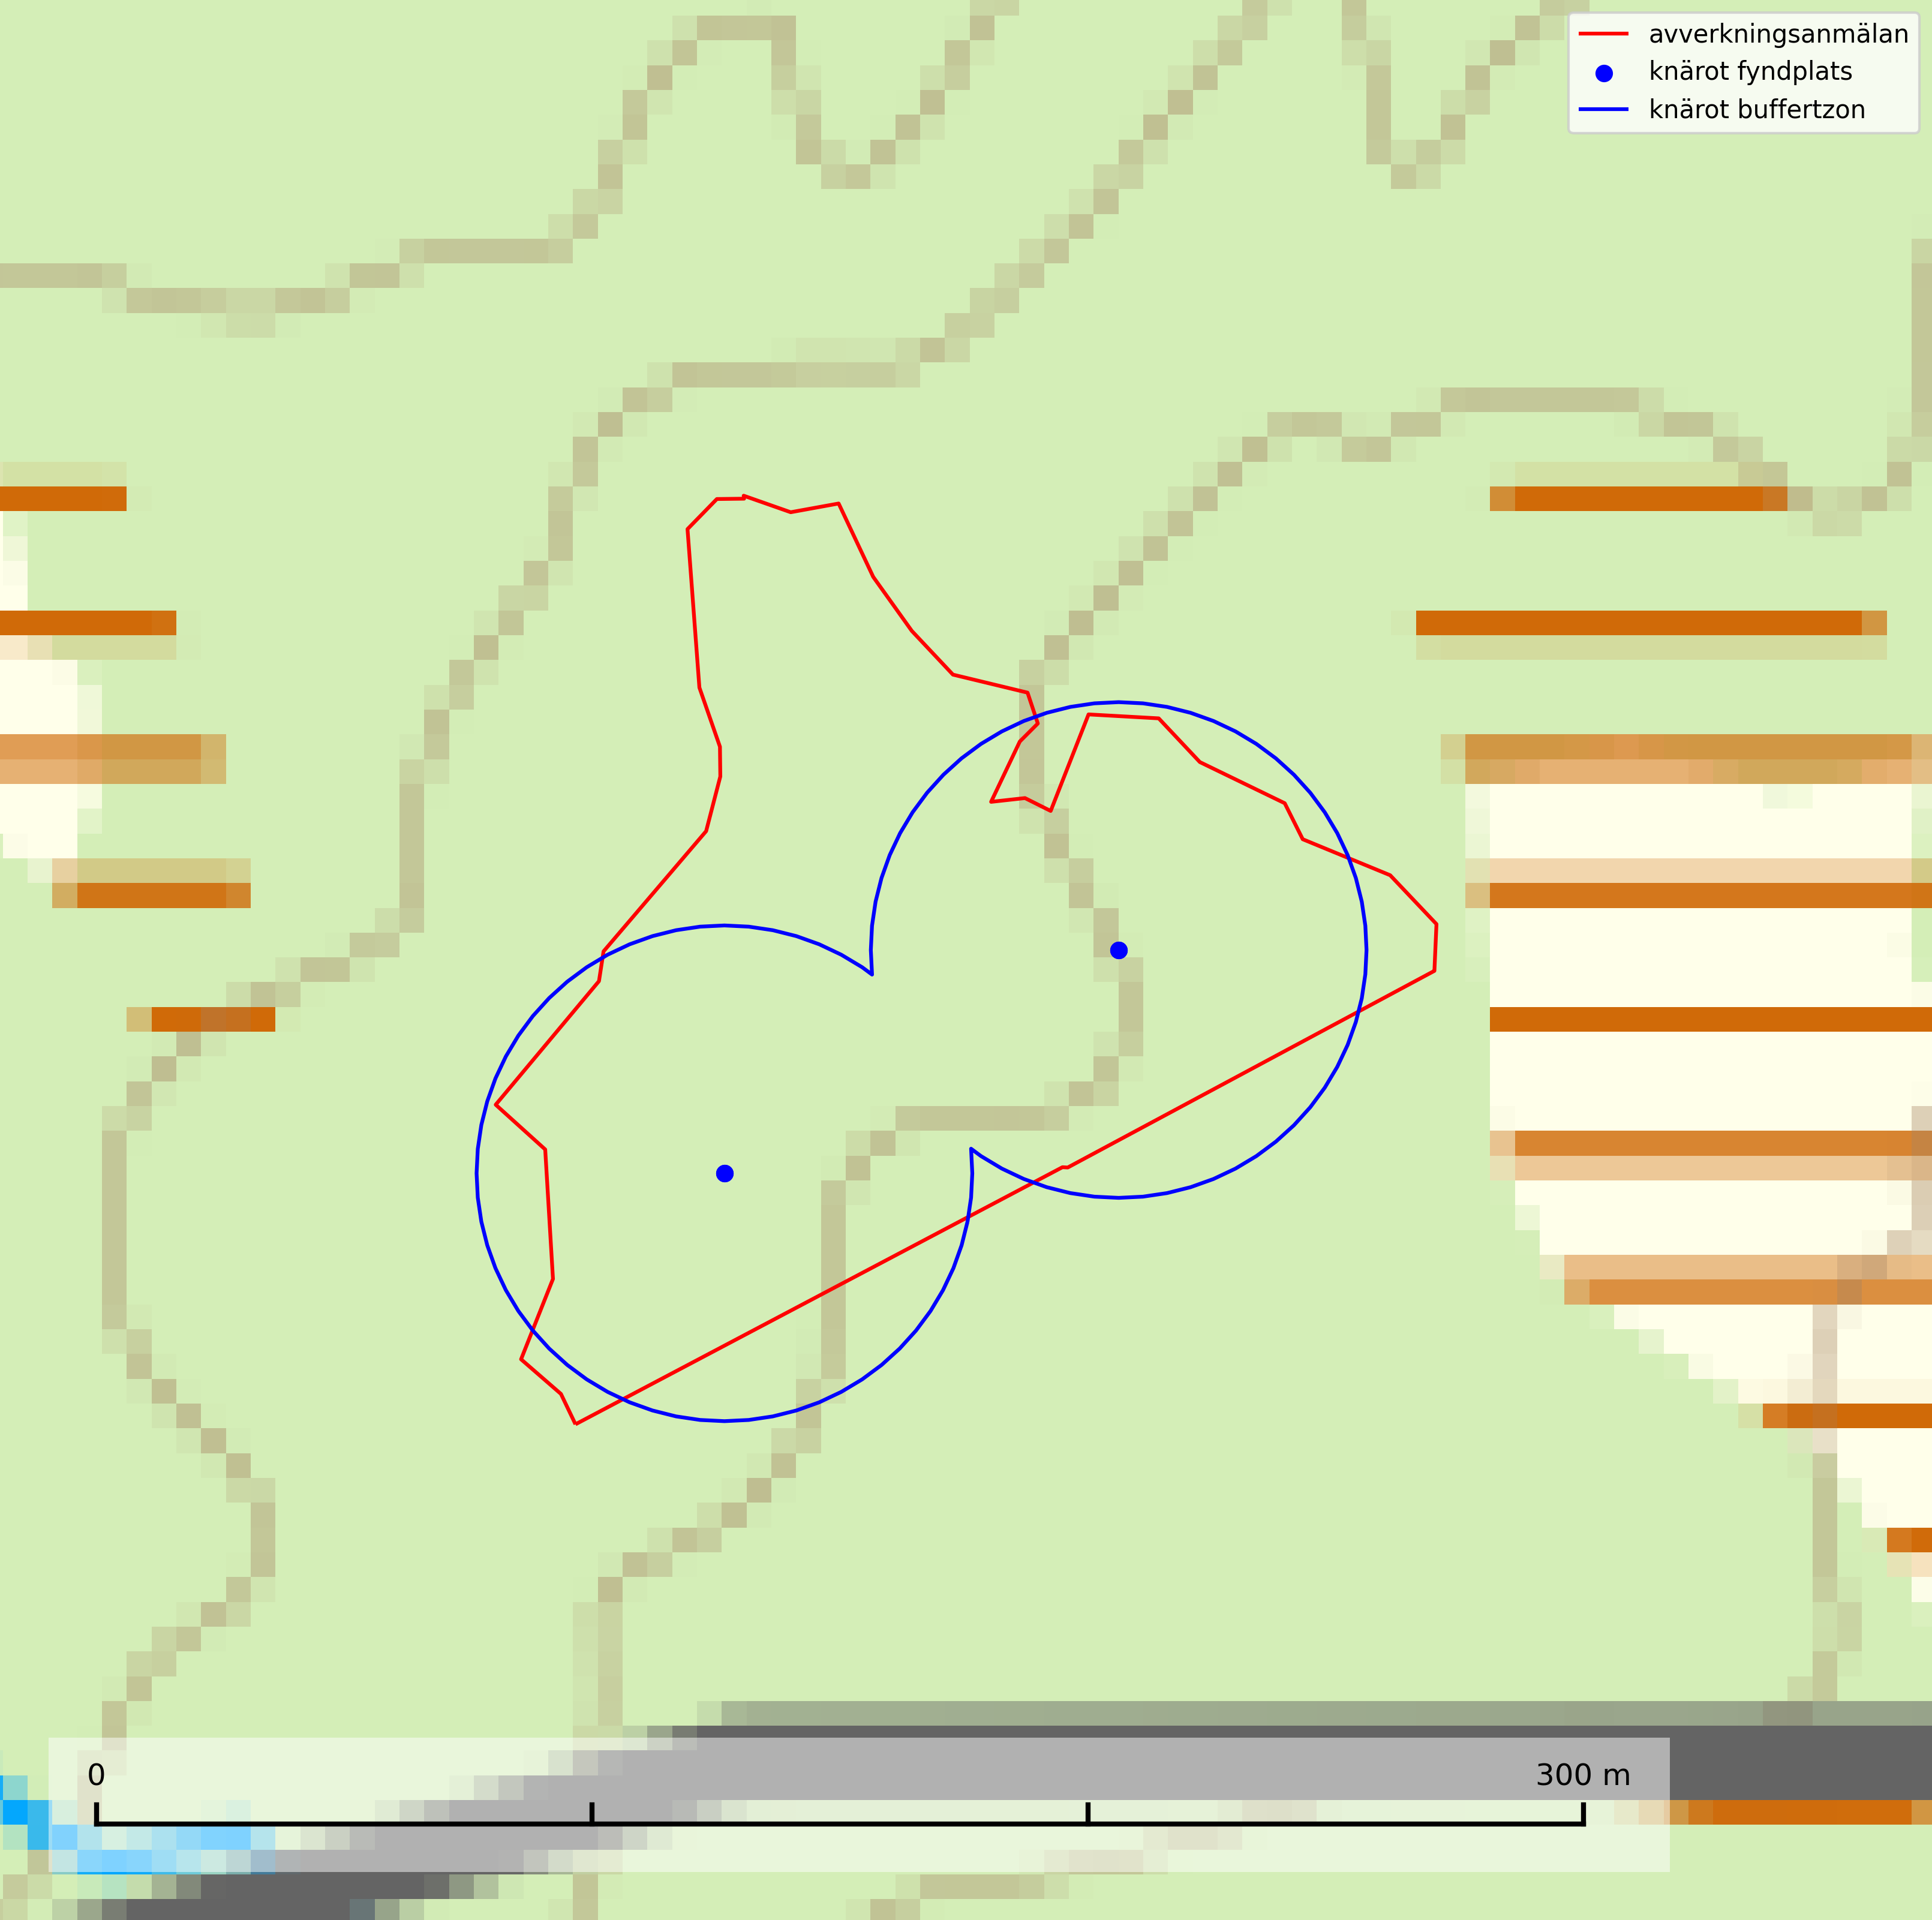 avverkningsanmälan
knärot fyndplats
knärot buffertzon
0 300 m